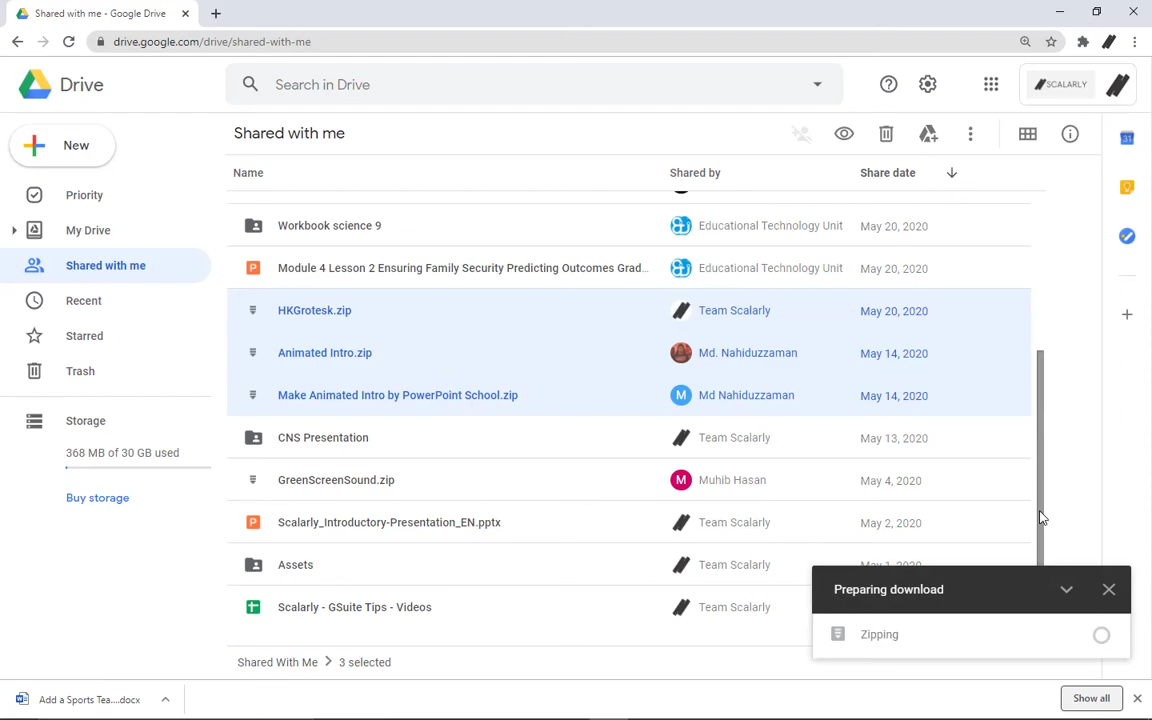 Shared with me - Google Drive
drive.google.com/drive/shared-with-me
Drive
Search in Drive
SCALARLY
New
Shared with me
Name
Shared by
Share date
Priority
My Drive
Shared with me
Recent
Starred
Trash
Storage
368 MB of 30 GB used
Buy storage
Workbook science 9 Educational Technology Unit May 20, 2020
Module 4 Lesson 2 Ensuring Family Security Predicting Outcomes Grad... Educational Technology Unit May 20, 2020
HKGrotesk.zip Team Scalarly May 20, 2020
Animated Intro.zip Md. Nahiduzzaman May 14, 2020
Make Animated Intro by PowerPoint School.zip M Md Nahiduzzaman May 14, 2020
CNS Presentation Team Scalarly May 13, 2020
GreenScreenSound.zip M Muhib Hasan May 4, 2020
P Scalarly_Introductory-Presentation_EN.pptx Team Scalarly May 2, 2020
Assets Team Scalarly May 1, 2020
Scalarly - GSuite Tips - Videos Team Scalarly
Preparing download
Zipping
Shared With Me > 3 selected
31
Add a Sports Tea....docx
Show all